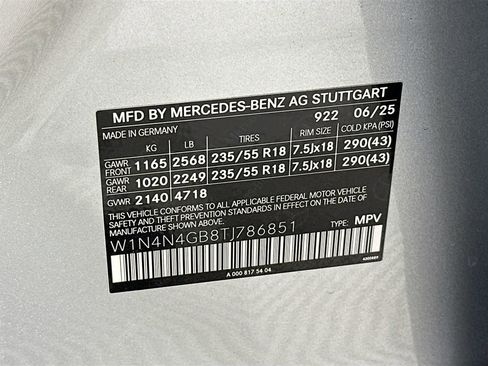 MFD BY MERCEDES-BENZ AG STUTTGART
MADE IN GERMANY 922 06/25
KG LB TIRES RIM SIZE COLD KPA (PSI)
GAWR FRONT 1165 2568 235/55 R18 7.5Jx18 290(43)
GAWR REAR 1020 2249 235/55 R18 7.5Jx18 290(43)
GVWR 2140 4718
THIS VEHICLE CONFORMS TO ALL APPLICABLE FEDERAL MOTOR VEHICLE
SAFETY, BUMPER, AND THEFT PREVENTION STANDARDS IN EFFECT ON THE
DATE OF MANUFACTURE SHOWN ABOVE.
W1N4N4GB8TJ786851 TYPE: MPV
A 000 817 54 04